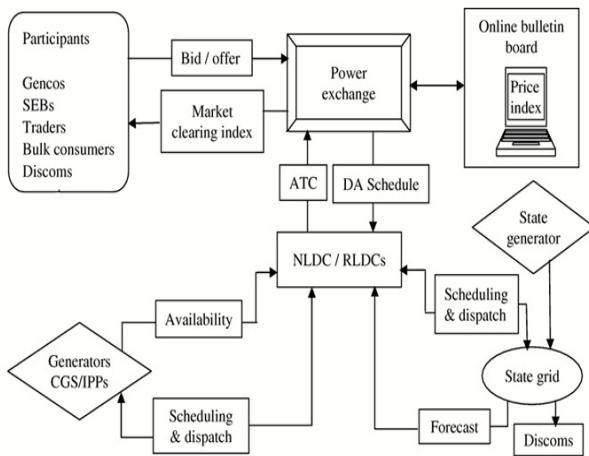 Participants
Gencos
SEBs
Traders
Bulk consumers
Discoms
Bid / offer
Market
clearing index
Power
exchange
Online bulletin
board
Price
index
ATC
DA Schedule
NLDC / RLDCs
State
generator
Availability
Scheduling
& dispatch
Generators
CGS/IPPs
State grid
Scheduling
& dispatch
Forecast
Discoms